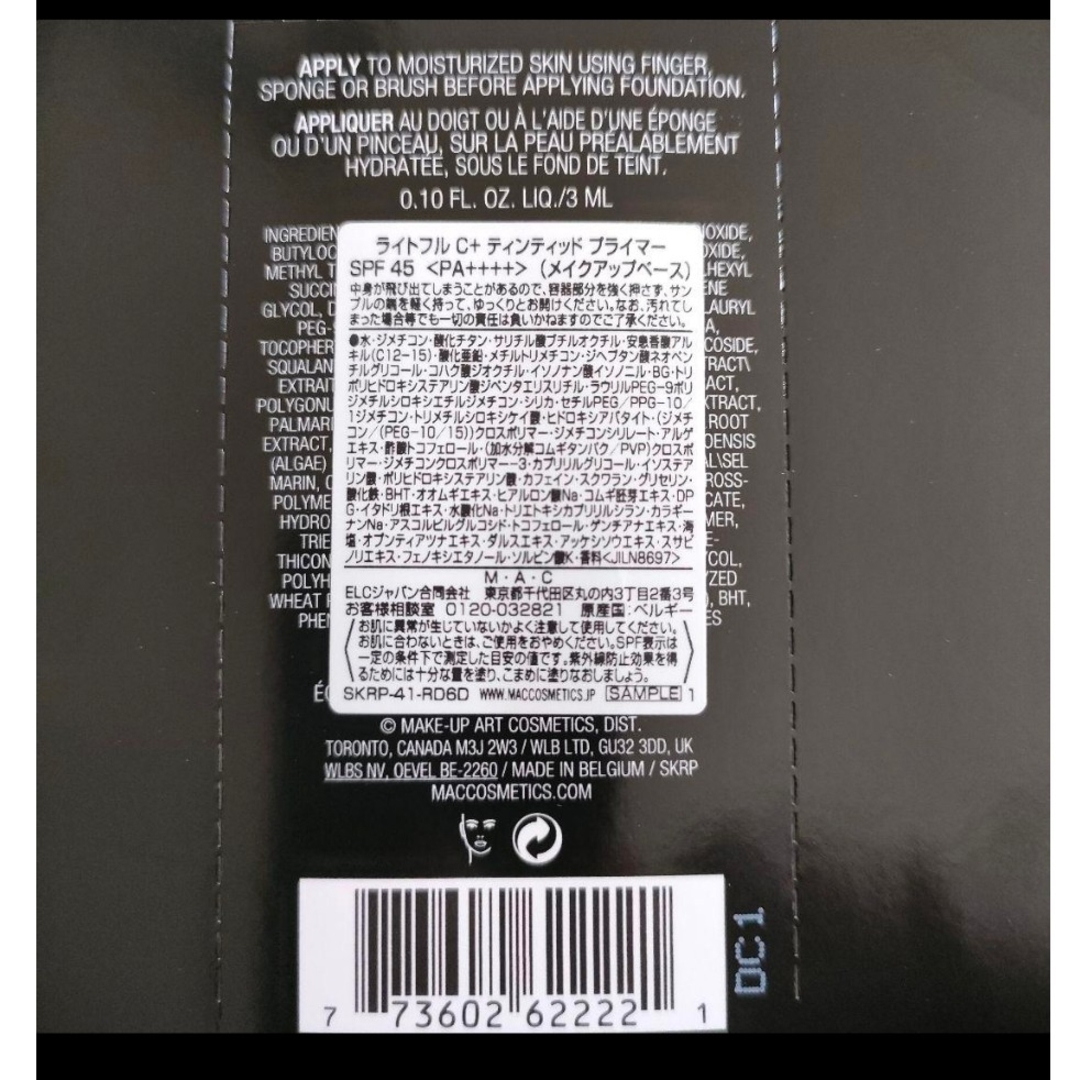 APPLY TO MOISTURIZED SKIN USING FINGER,
SPONGE OR BRUSH BEFORE APPLYING FOUNDATION.
APPLIQUER AU DOIGT OU À L'AIDE D'UNE ÉPONGE
OU D'UN PINCEAU, SUR LA PEAU PRÉALABLEMENT
HYDRATÉE, SOUS LE FOND DE TEINT.
0.10 FL. OZ. LIQ./3 ML
ライトフル C+ ティンティッド プライマー
SPF 45 <PA++++>(メイクアップベース)
中身が飛び出てしまうことがあるので、容器部分を強く押さず、サン
プルの端を軽く持って、ゆっくりとお開けください。なお、汚れてし
まった場合等でも一切の責任は負いかねますのでご了承ください。
●水・ジメチコン・酸化チタン・サリチル酸ブチルオクチル・安息香酸アル
キル(C12-15)・酸化亜鉛・メチルトリメチコン・ジヘプタン酸ネオペン
チルグリコール・コハク酸ジオクチル・イソノナン酸イソノニル・BG・トリ
ポリヒドロキシステアリン酸ジペンタエリスリチル・ラウリルPEG-9ポリ
ジメチルシロキシエチルジメチコン・シリカ・セチルPEG/PPG-10/
1ジメチコン・トリメチルシロキシケイ酸・ヒドロキシアパタイト・(ジメチ
コン/(PEG-10/15))クロスポリマー・ジメチコンシリレート・アルゲ
エキス・酢酸トコフェロール・(加水分解コムギタンパク/PVP)クロスポ
リマー・ジメチコンクロスポリマー-3・カプリリルグリコール・イソステア
リン酸・ポリヒドロキシステアリン酸・カフェイン・スクワラン・グリセリン・
酸化鉄・BHT・オオムギエキス・ヒアルロン酸Na・コムギ胚芽エキス・DP
G・イタドリ根エキス・水酸化Na・トリエトキシカプリリルシラン・カラギー
ナンNa・アスコルビルグルコシド・トコフェロール・ゲンチアナエキス・海
塩・オプンティアツナエキス・ダルスエキス・アッケシソウエキス・スサビ
ノリエキス・フェノキシエタノール・ソルビン酸K・香料<JILN8697>
M・A・C
ELCジャパン合同会社 東京都千代田区丸の内3丁目2番3号
お客様相談室 0120-032821 原産国:ベルギー
お肌に異常が生じていないかよく注意して使用してください。
お肌に合わないときは、ご使用をおやめください。SPF表示は
一定の条件下で測定した目安の値です。紫外線防止効果を得
るためには十分な量を塗り、こまめに塗りなおしましょう。
SKRP-41-RD6D WWW.MACCOSMETICS.JP SAMPLE 1
© MAKE-UP ART COSMETICS, DIST.
TORONTO, CANADA M3J 2W3 / WLB LTD, GU32 3DD, UK
WLBS NV, OEVEL BE-2260 / MADE IN BELGIUM / SKRP
MACCOSMETICS.COM
DC1
7 73602 62222 1